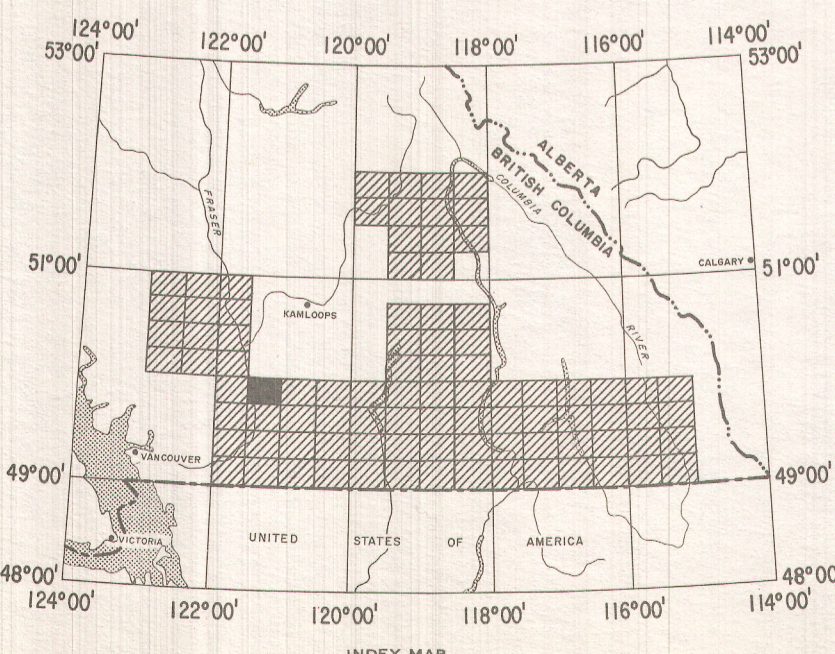 124°00' 122°00' 120°00' 118°00' 116°00' 114°00'
53°00' 53°00'
ALBERTA
BRITISH COLUMBIA
COLUMBIA
FRASER
51°00' CALGARY 51°00'
KAMLOOPS
RIVER
VANCOUVER
49°00' 49°00'
VICTORIA
UNITED STATES OF AMERICA
48°00' 48°00
124°00' 122°00' 120°00' 118°00' 116°00' 114°00'
INDEX MAP